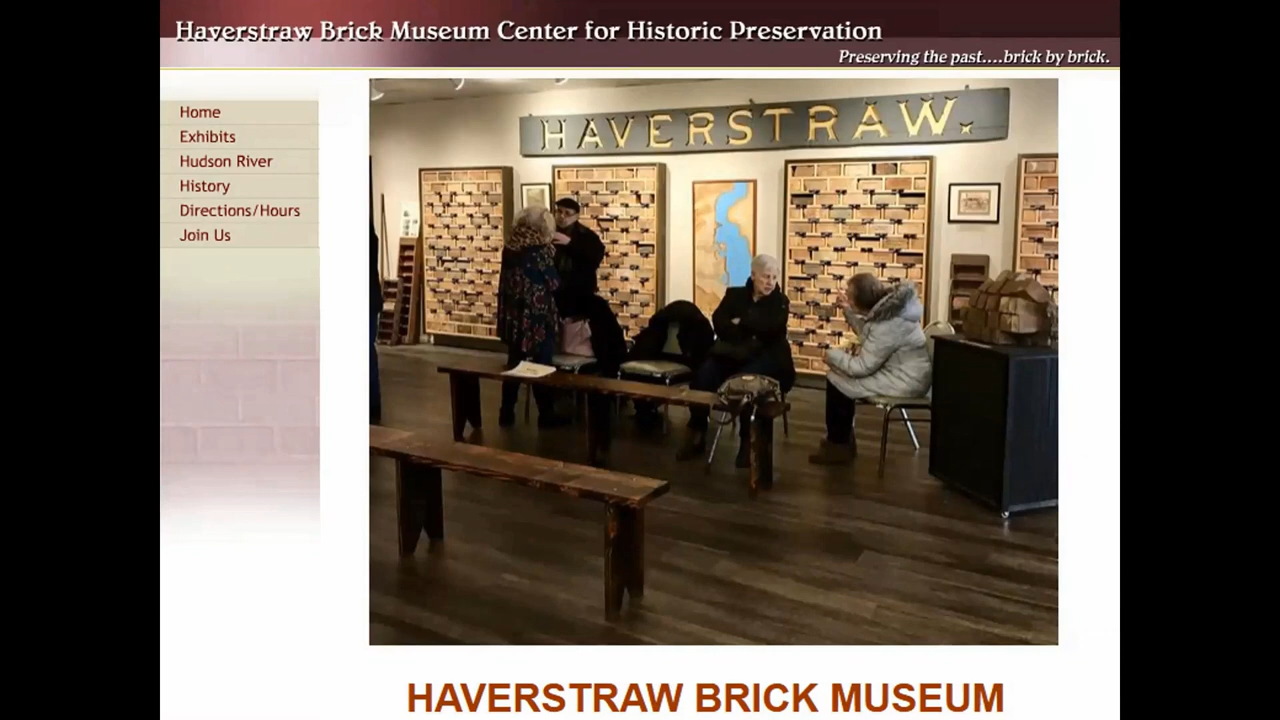 Haverstraw Brick Museum Center for Historic Preservation
Preserving the past....brick by brick.
Home
Exhibits
Hudson River
History
Directions/Hours
Join Us
HAVERSTRAW.
HAVERSTRAW BRICK MUSEUM